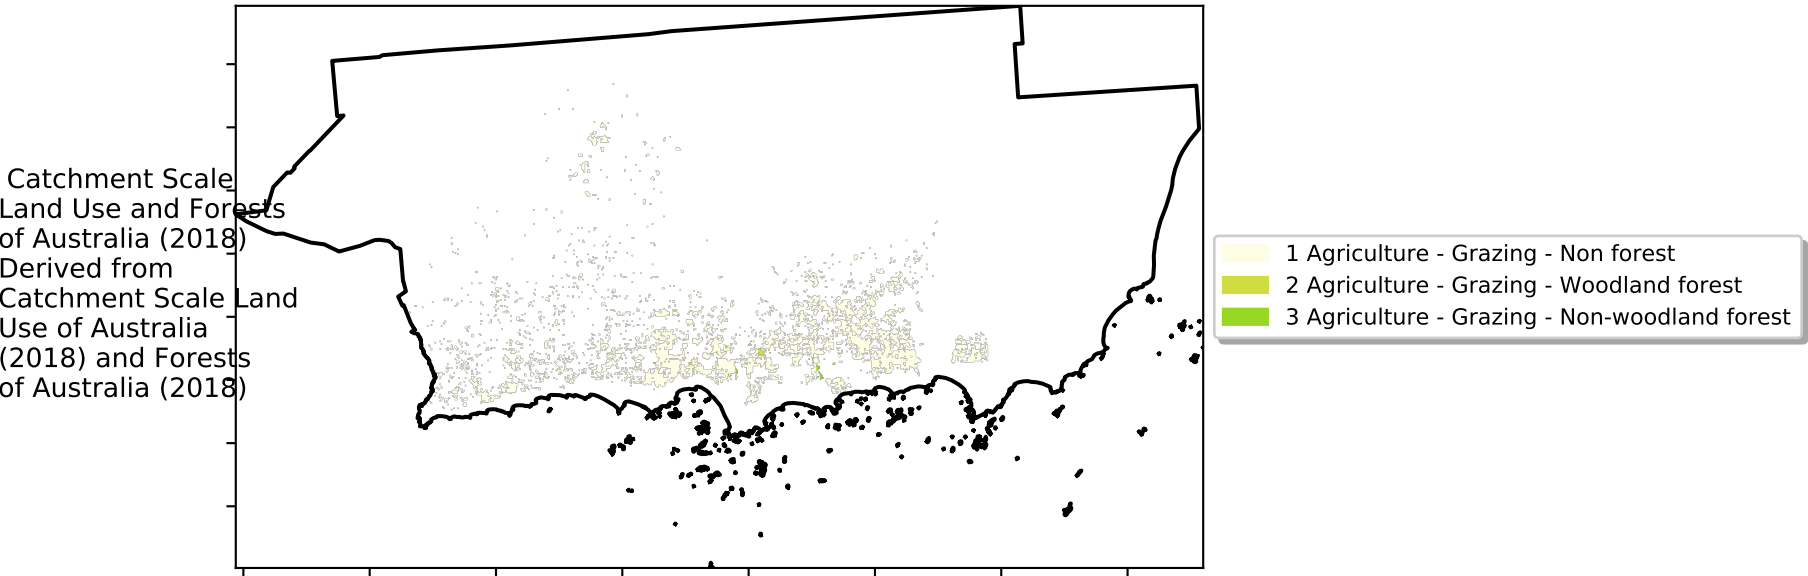 Catchment Scale
Land Use and Forests
of Australia (2018)
Derived from
Catchment Scale Land
Use of Australia
(2018) and Forests
of Australia (2018)
1 Agriculture - Grazing - Non forest
2 Agriculture - Grazing - Woodland forest
3 Agriculture - Grazing - Non-woodland forest